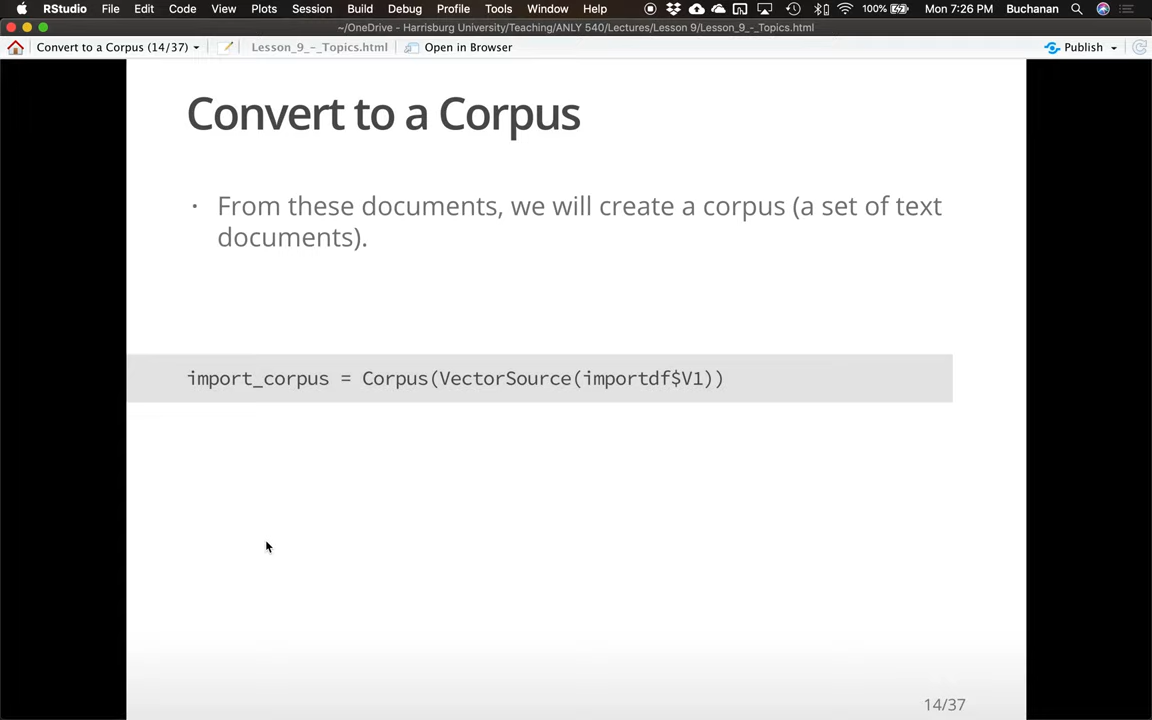 RStudio File Edit Code View Plots Session Build Debug Profile Tools Window Help 100% Mon 7:26 PM Buchanan
~/OneDrive - Harrisburg University/Teaching/ANLY 540/Lectures/Lesson 9/Lesson_9_-_Topics.html
Convert to a Corpus (14/37) Lesson_9_-_Topics.html Open in Browser Publish
Convert to a Corpus
· From these documents, we will create a corpus (a set of text
documents).
import_corpus = Corpus(VectorSource(importdf$V1))
14/37